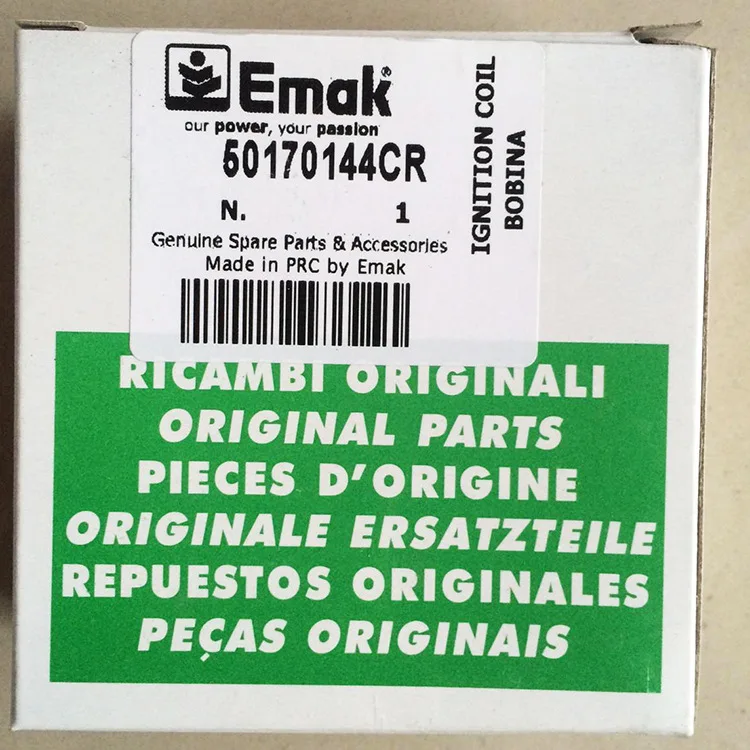 Emak®
our power, your passion
50170144CR
N. 1
Genuine Spare Parts & Accessories
Made in PRC by Emak
IGNITION COIL
BOBINA
RICAMBI ORIGINALI
ORIGINAL PARTS
PIECES D'ORIGINE
ORIGINALE ERSATZTEILE
REPUESTOS ORIGINALES
PEÇAS ORIGINAIS